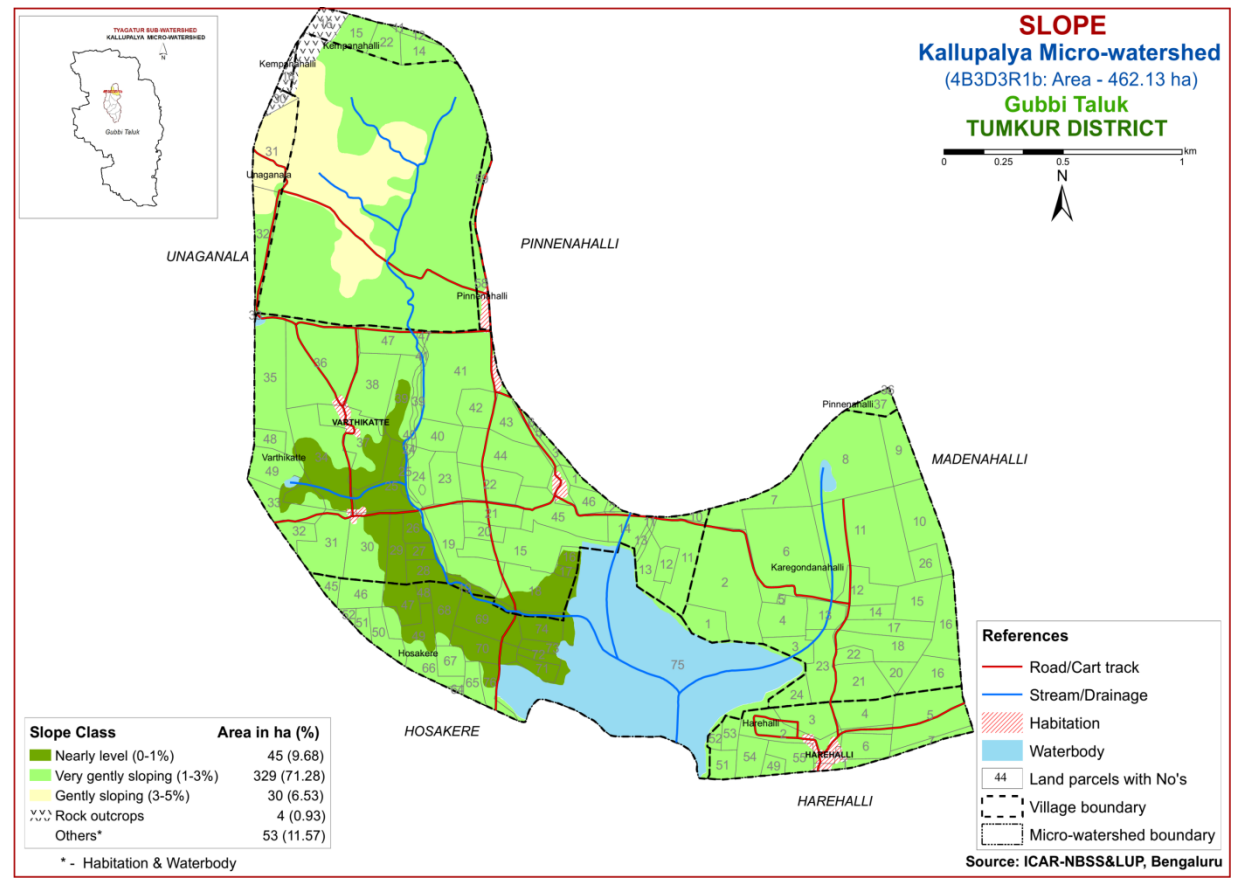 SLOPE
Kallupalya Micro-watershed
(4B3D3R1b: Area - 462.13 ha)
Gubbi Taluk
TUMKUR DISTRICT
0 0.25 0.5 1 km
N
TYAGATUR SUB-WATERSHED
KALLUPALYA MICRO-WATERSHED
N
Gubbi Taluk
15 11 12
22 14
Kempanahalli
Kempanahalli
31
Unaganala
32
UNAGANALA
PINNENAHALLI
58
Pinnenahalli
47
36
41
35 38
39
42
VARTHIKATTE
43
48 40
Varthikatte
44
49
24 23 22
33
46
45
21
32 20
31 30 19 15
14
13
13 12 11
45 46
51
50
Hosakere
66 67
65
HOSAKERE
75
36
Pinnenahalli 37
8 9
MADENAHALLI
7
11 10
6
26
Karegondanahalli
2 12
5
14 15
4 13
17 16
1
3 18
22
23
20 16
21
24
3 4 5
Harehalli
53 2
52
HAREHALLI
6 7
54
51 49 55 1
HAREHALLI
Slope Class Area in ha (%)
Nearly level (0-1%) 45 (9.68)
Very gently sloping (1-3%) 329 (71.28)
Gently sloping (3-5%) 30 (6.53)
Rock outcrops 4 (0.93)
Others* 53 (11.57)
* - Habitation & Waterbody
References
Road/Cart track
Stream/Drainage
Habitation
Waterbody
44 Land parcels with No's
Village boundary
Micro-watershed boundary
Source: ICAR-NBSS&LUP, Bengaluru